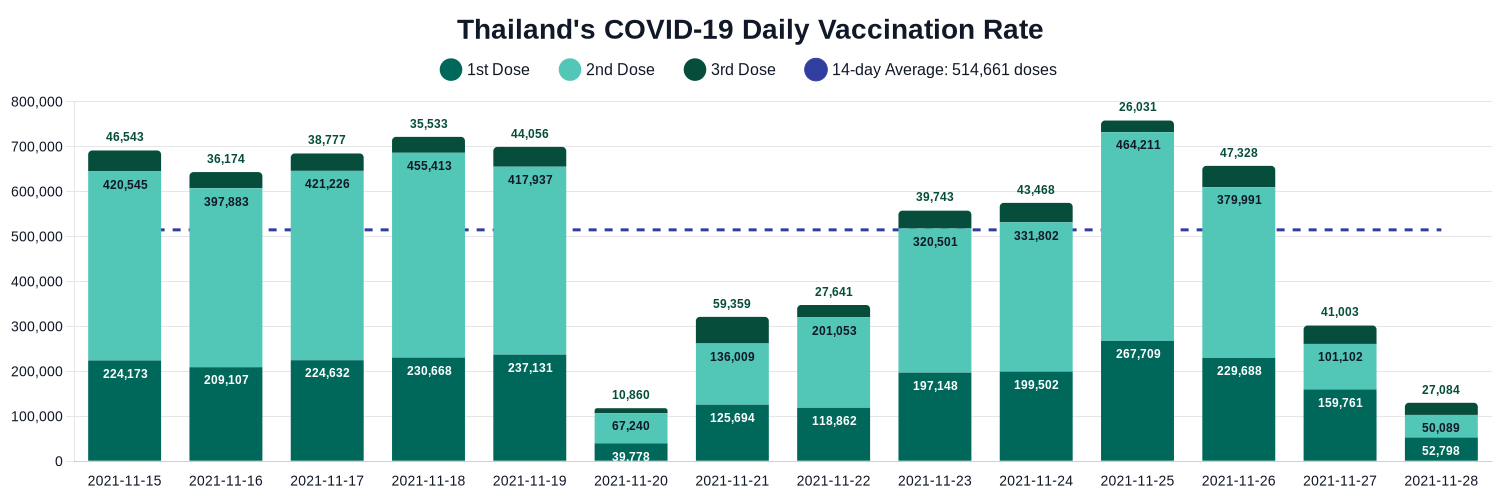 Thailand's COVID-19 Daily Vaccination Rate
1st Dose 2nd Dose 3rd Dose 14-day Average: 514,661 doses
800,000
700,000
600,000
500,000
400,000
300,000
200,000
100,000
0
46,543 36,174 38,777 35,533 44,056 10,860 59,359 27,641 39,743 43,468 26,031 47,328 41,003 27,084
420,545 397,883 421,226 455,413 417,937 67,240 136,009 201,053 320,501 331,802 464,211 379,991 101,102 50,089
224,173 209,107 224,632 230,668 237,131 39,778 125,694 118,862 197,148 199,502 267,709 229,688 159,761 52,798
2021-11-15 2021-11-16 2021-11-17 2021-11-18 2021-11-19 2021-11-20 2021-11-21 2021-11-22 2021-11-23 2021-11-24 2021-11-25 2021-11-26 2021-11-27 2021-11-28